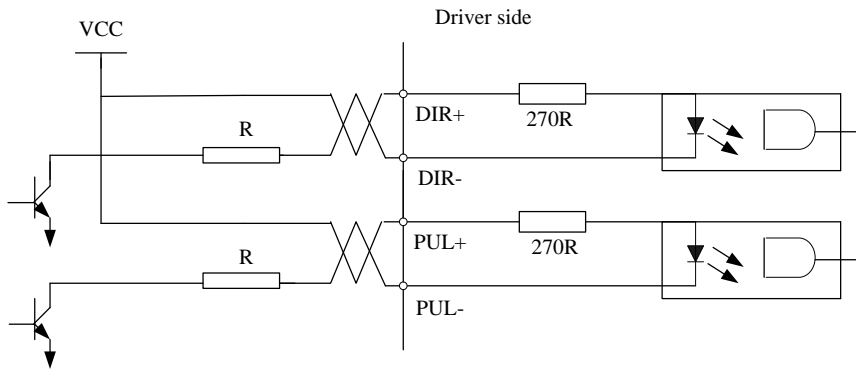 Driver side
VCC
DIR+
270R
R
DIR-
PUL+
270R
R
PUL-